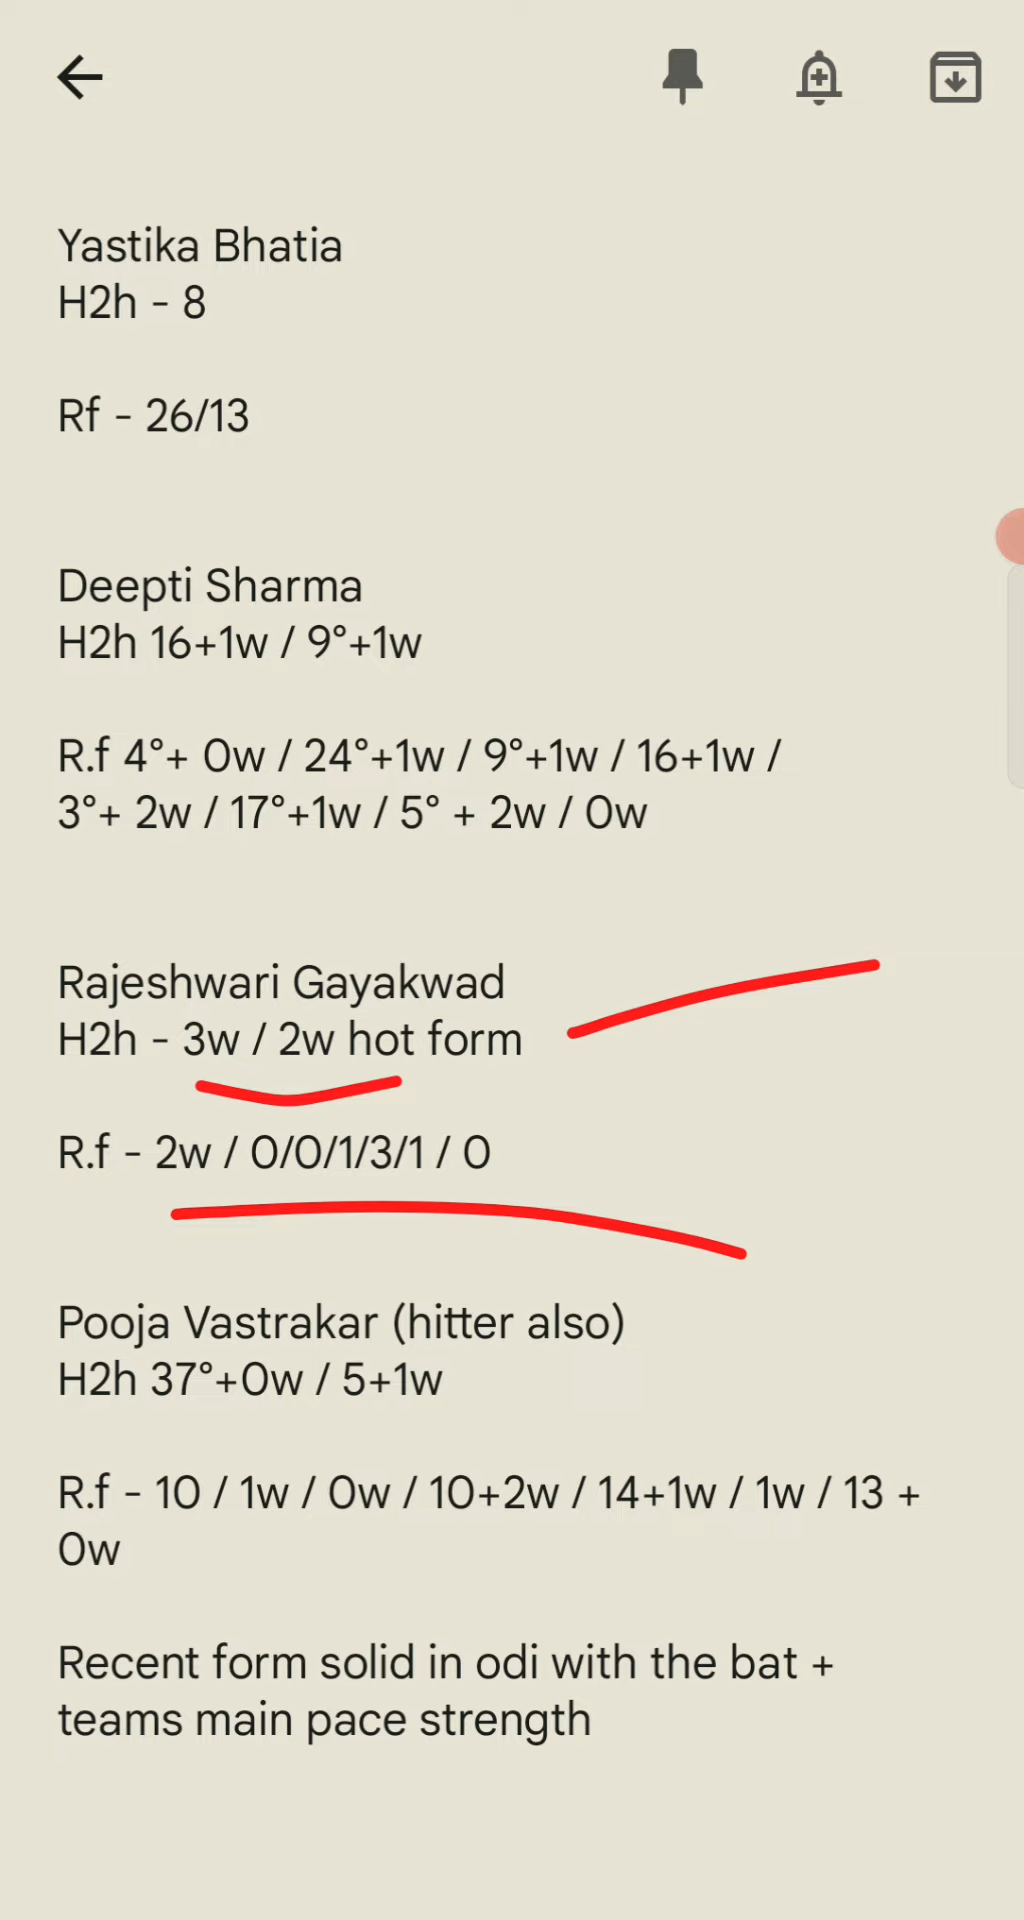 Yastika Bhatia
H2h - 8
Rf - 26/13
Deepti Sharma
H2h 16+1w / 9°+1w
R.f 4°+ 0w / 24°+1w / 9°+1w / 16+1w /
3°+ 2w / 17°+1w / 5° + 2w / 0w
Rajeshwari Gayakwad
H2h - 3w / 2w hot form
R.f - 2w / 0/0/1/3/1 / 0
Pooja Vastrakar (hitter also)
H2h 37°+0w / 5+1w
R.f - 10 / 1w / 0w / 10+2w / 14+1w / 1w / 13 +
0w
Recent form solid in odi with the bat +
teams main pace strength